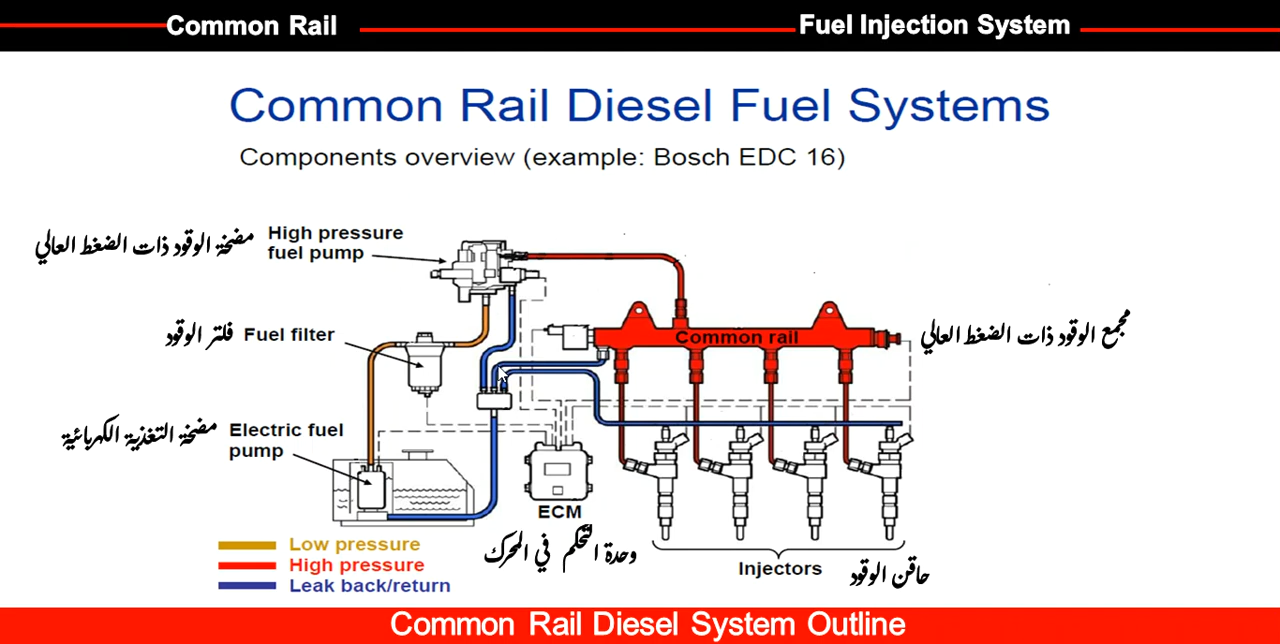 Common Rail
Fuel Injection System
Common Rail Diesel Fuel Systems
Components overview (example: Bosch EDC 16)
مضخة الوقود ذات الضغط العالي
High pressure
fuel pump
فلتر الوقود
Fuel filter
Common rail
مجمع الوقود ذات الضغط العالي
مضخة التغذية الكهربائية
Electric fuel
pump
ECM
وحدة التحكم في المحرك
Injectors
حاقن الوقود
Low pressure
High pressure
Leak back/return
Common Rail Diesel System Outline